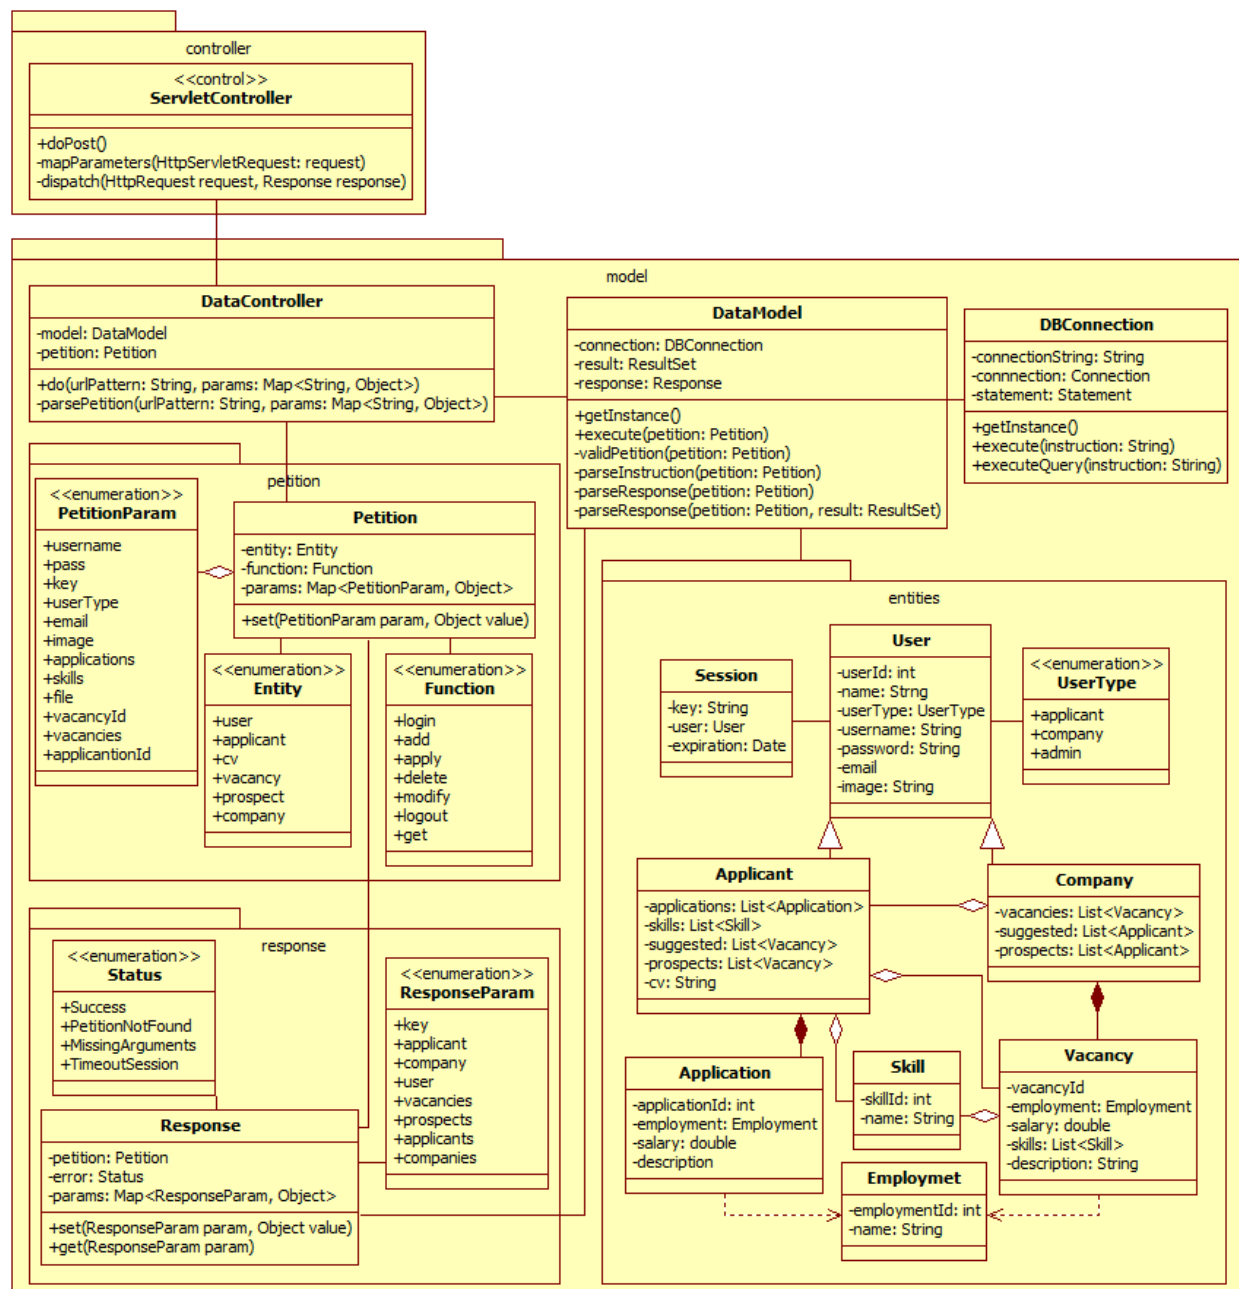 controller
<<control>>
ServletController
+doPost()
-mapParameters(HttpServletRequest: request)
-dispatch(HttpRequest request, Response response)
model
DataController
-model: DataModel
-petition: Petition
+do(urlPattern: String, params: Map<String, Object>)
-parsePetition(urlPattern: String, params: Map<String, Object>)
DataModel
-connection: DBConnection
-result: ResultSet
-response: Response
+getInstance()
+execute(petition: Petition)
-validPetition(petition: Petition)
-parseInstruction(petition: Petition)
-parseResponse(petition: Petition)
-parseResponse(petition: Petition, result: ResultSet)
DBConnection
-connectionString: String
-connnection: Connection
-statement: Statement
+getInstance()
+execute(instruction: String)
+executeQuery(instruction: String)
petition
<<enumeration>>
PetitionParam
+username
+pass
+key
+userType
+email
+image
+applications
+skills
+file
+vacancyId
+vacancies
+applicantionId
Petition
-entity: Entity
-function: Function
-params: Map<PetitionParam, Object>
+set(PetitionParam param, Object value)
<<enumeration>>
Entity
+user
+applicant
+cv
+vacancy
+prospect
+company
<<enumeration>>
Function
+login
+add
+apply
+delete
+modify
+logout
+get
response
<<enumeration>>
Status
+Success
+PetitionNotFound
+MissingArguments
+TimeoutSession
<<enumeration>>
ResponseParam
+key
+applicant
+company
+user
+vacancies
+prospects
+applicants
+companies
Response
-petition: Petition
-error: Status
-params: Map<ResponseParam, Object>
+set(ResponseParam param, Object value)
+get(ResponseParam param)
entities
Session
-key: String
-user: User
-expiration: Date
User
-userId: int
-name: Strng
-userType: UserType
-username: String
-password: String
-email
-image: String
<<enumeration>>
UserType
+applicant
+company
+admin
Applicant
-applications: List<Application>
-skills: List<Skill>
-suggested: List<Vacancy>
-prospects: List<Vacancy>
-cv: String
Company
-vacancies: List<Vacancy>
-suggested: List<Applicant>
-prospects: List<Applicant>
Application
-applicationId: int
-employment: Employment
-salary: double
-description
Skill
-skillId: int
-name: String
Vacancy
-vacancyId
-employment: Employment
-salary: double
-skills: List<Skill>
-description: String
Employmet
-employmentId: int
-name: String